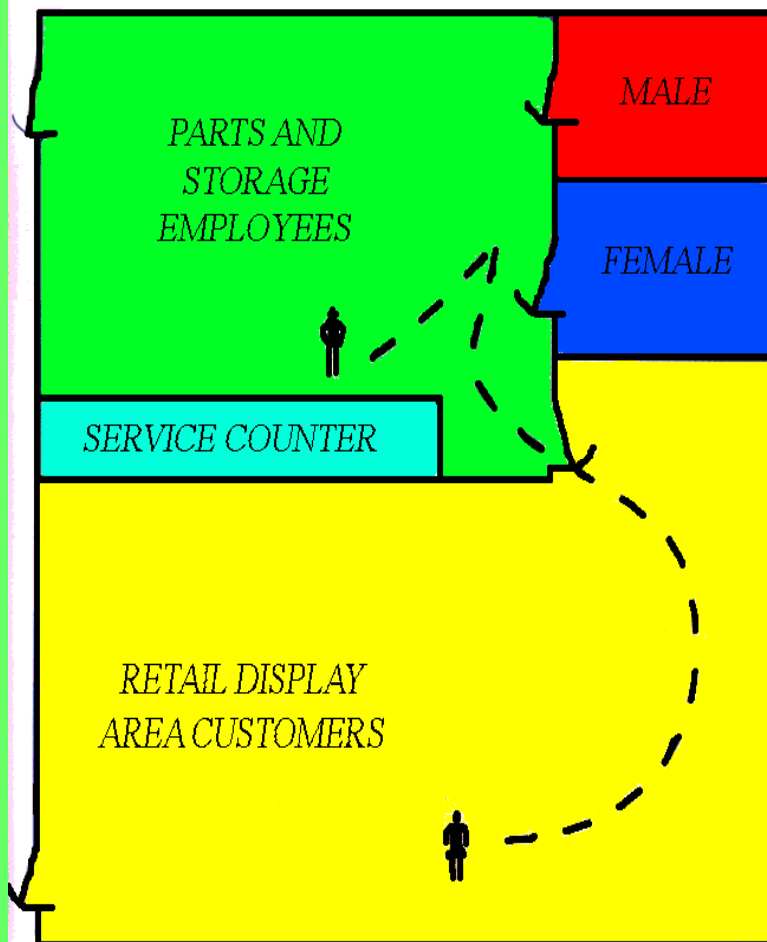 MALE
PARTS AND
STORAGE
EMPLOYEES
FEMALE
SERVICE COUNTER
RETAIL DISPLAY
AREA CUSTOMERS